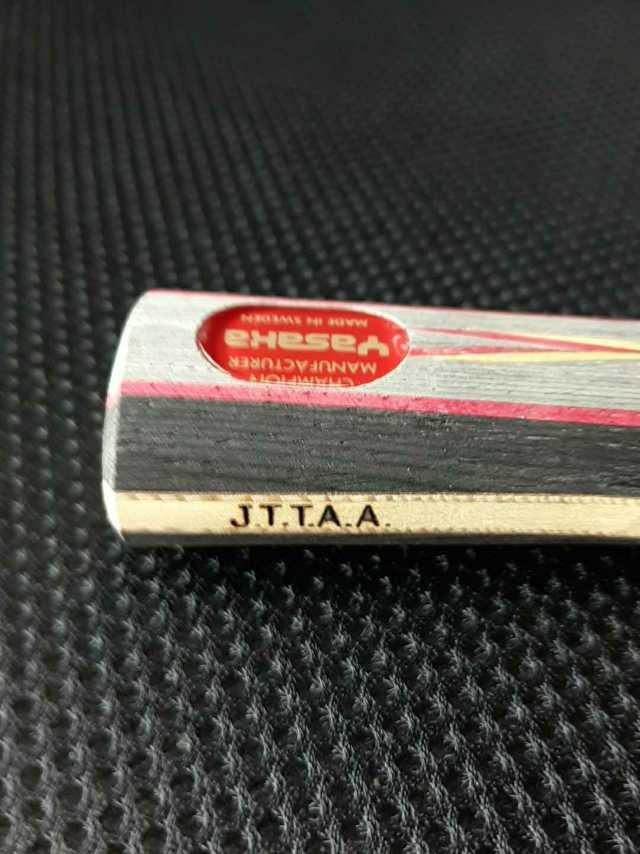 CHAMPION
MANUFACTURER
Yasaka
MADE IN SWEDEN
J.T.T.A.A.